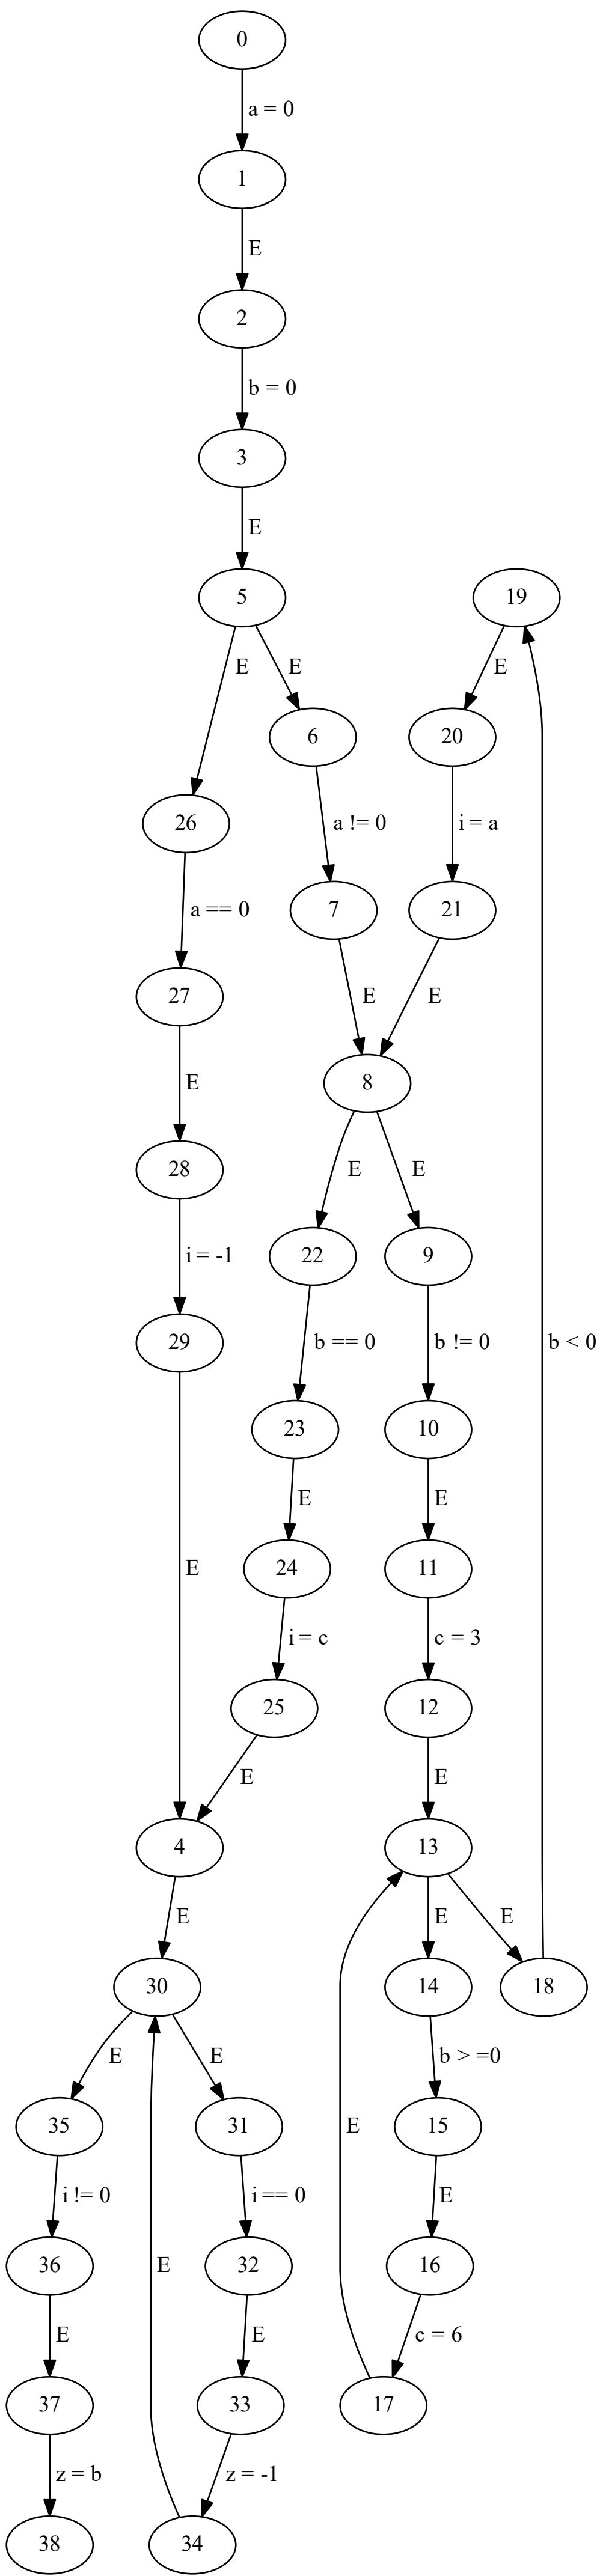 0
a = 0
1
E
2
b = 0
3
E
5
19
E
E
E
6
20
26
a != 0
i = a
a == 0
7
21
27
E
E
E
8
28
E
E
i = -1
22
9
29
b == 0
b != 0
b < 0
23
10
E
E
E
24
11
i = c
c = 3
25
12
E
E
4
13
E
E
E
30
14
18
E
E
b > =0
35
31
15
E
i != 0
i == 0
E
36
32
16
E
E
E
c = 6
37
33
17
z = b
z = -1
38
34